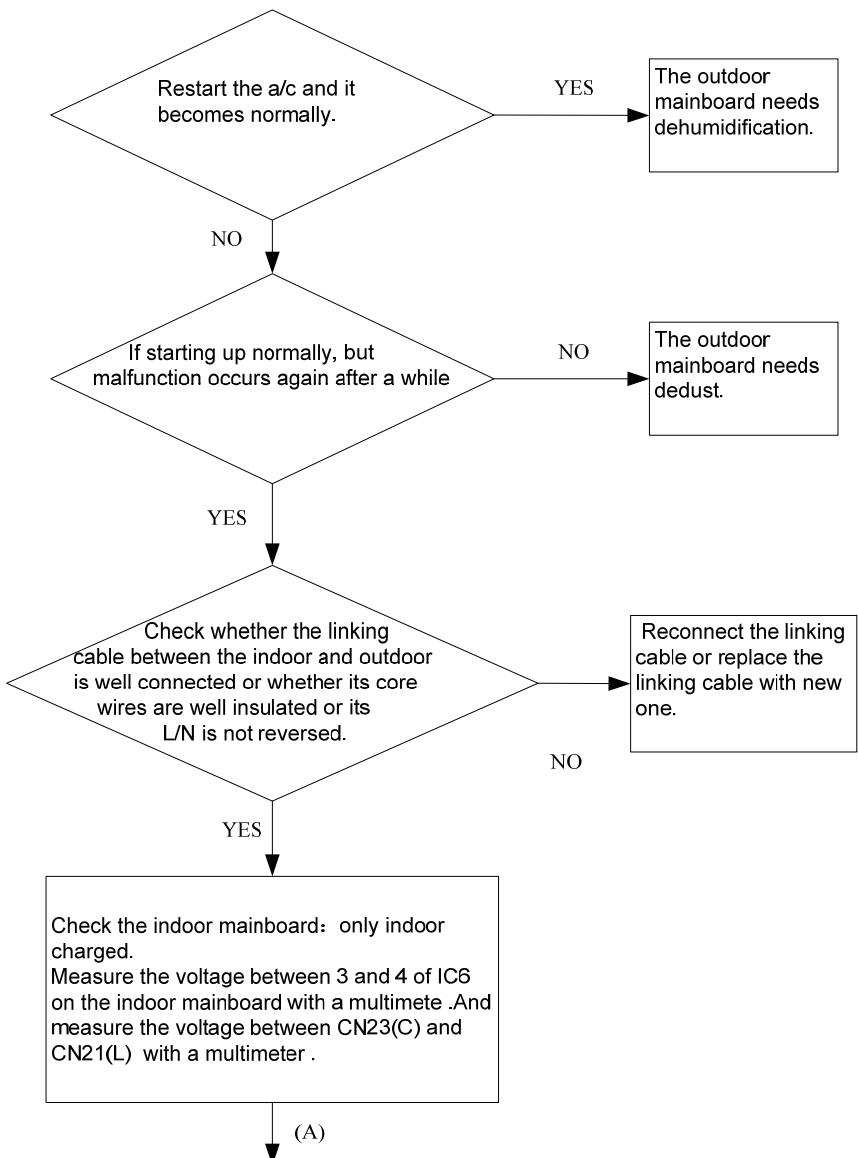 Restart the a/c and it
becomes normally.
YES
The outdoor
mainboard needs
dehumidification.
NO
If starting up normally, but
malfunction occurs again after a while
NO
The outdoor
mainboard needs
dedust.
YES
Check whether the linking
cable between the indoor and outdoor
is well connected or whether its core
wires are well insulated or its
L/N is not reversed.
NO
Reconnect the linking
cable or replace the
linking cable with new
one.
YES
Check the indoor mainboard：only indoor
charged.
Measure the voltage between 3 and 4 of IC6
on the indoor mainboard with a multimete .And
measure the voltage between CN23(C) and
CN21(L) with a multimeter .
(A)